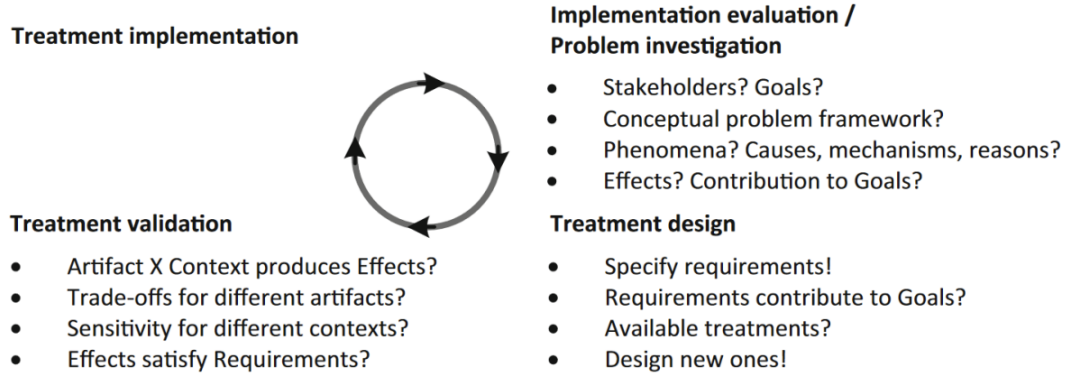 Treatment implementation
Implementation evaluation /
Problem investigation
• Stakeholders? Goals?
• Conceptual problem framework?
• Phenomena? Causes, mechanisms, reasons?
• Effects? Contribution to Goals?
Treatment validation
• Artifact X Context produces Effects?
• Trade-offs for different artifacts?
• Sensitivity for different contexts?
• Effects satisfy Requirements?
Treatment design
• Specify requirements!
• Requirements contribute to Goals?
• Available treatments?
• Design new ones!